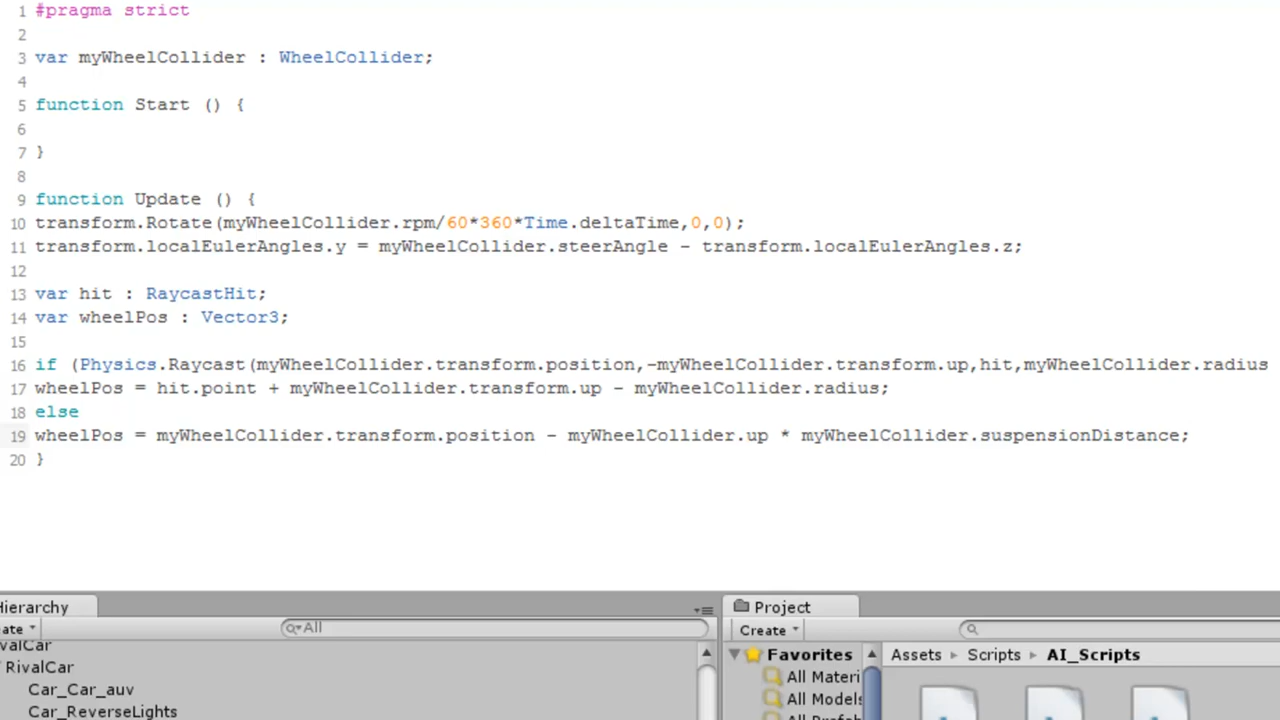 1 #pragma strict
2
3 var myWheelCollider : WheelCollider;
4
5 function Start () {
6
7 }
8
9 function Update () {
10 transform.Rotate(myWheelCollider.rpm/60*360*Time.deltaTime,0,0);
11 transform.localEulerAngles.y = myWheelCollider.steerAngle - transform.localEulerAngles.z;
12
13 var hit : RaycastHit;
14 var wheelPos : Vector3;
15
16 if (Physics.Raycast(myWheelCollider.transform.position,-myWheelCollider.transform.up,hit,myWheelCollider.radius
17 wheelPos = hit.point + myWheelCollider.transform.up - myWheelCollider.radius;
18 else
19 wheelPos = myWheelCollider.transform.position - myWheelCollider.up * myWheelCollider.suspensionDistance;
20 }
Hierarchy
Project
ate
All
Create
valCar
Favorites
Assets Scripts AI_Scripts
RivalCar
All Materi
Car_Car_auv
All Models
Car_ReverseLights
All Prefab